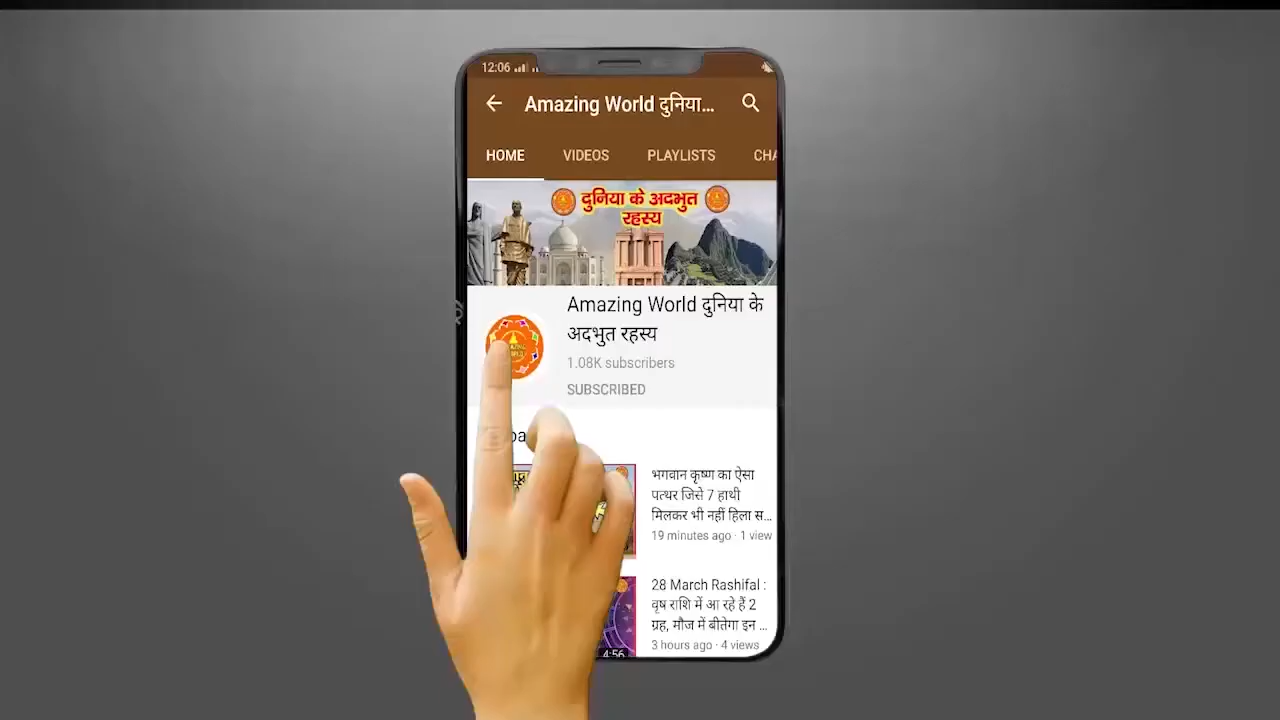 12:06
Amazing World दुनिया...
HOME VIDEOS PLAYLISTS CHA
दुनिया के अदभुत
रहस्य
Amazing World दुनिया के
अदभुत रहस्य
1.08K subscribers
SUBSCRIBED
भगवान कृष्ण का ऐसा
पत्थर जिसे 7 हाथी
मिलकर भी नहीं हिला स...
19 minutes ago · 1 view
28 March Rashifal :
वृष राशि में आ रहे हैं 2
ग्रह, मौज में बीतेगा इन ...
3 hours ago · 4 views
4:56